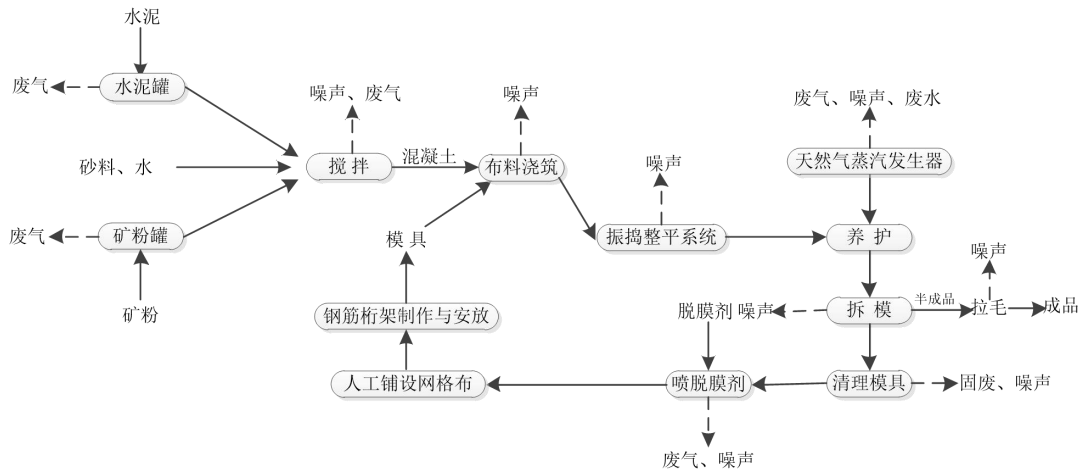 水泥
废气
水泥罐
噪声、废气
噪声
废气、噪声、废水
砂料、水
搅拌
混凝土
布料浇筑
噪声
天然气蒸汽发生器
废气
矿粉罐
模具
振捣整平系统
养护
噪声
矿粉
钢筋桁架制作与安放
脱膜剂 噪声
拆模
半成品
拉毛
成品
人工铺设网格布
喷脱膜剂
清理模具
固废、噪声
废气、噪声